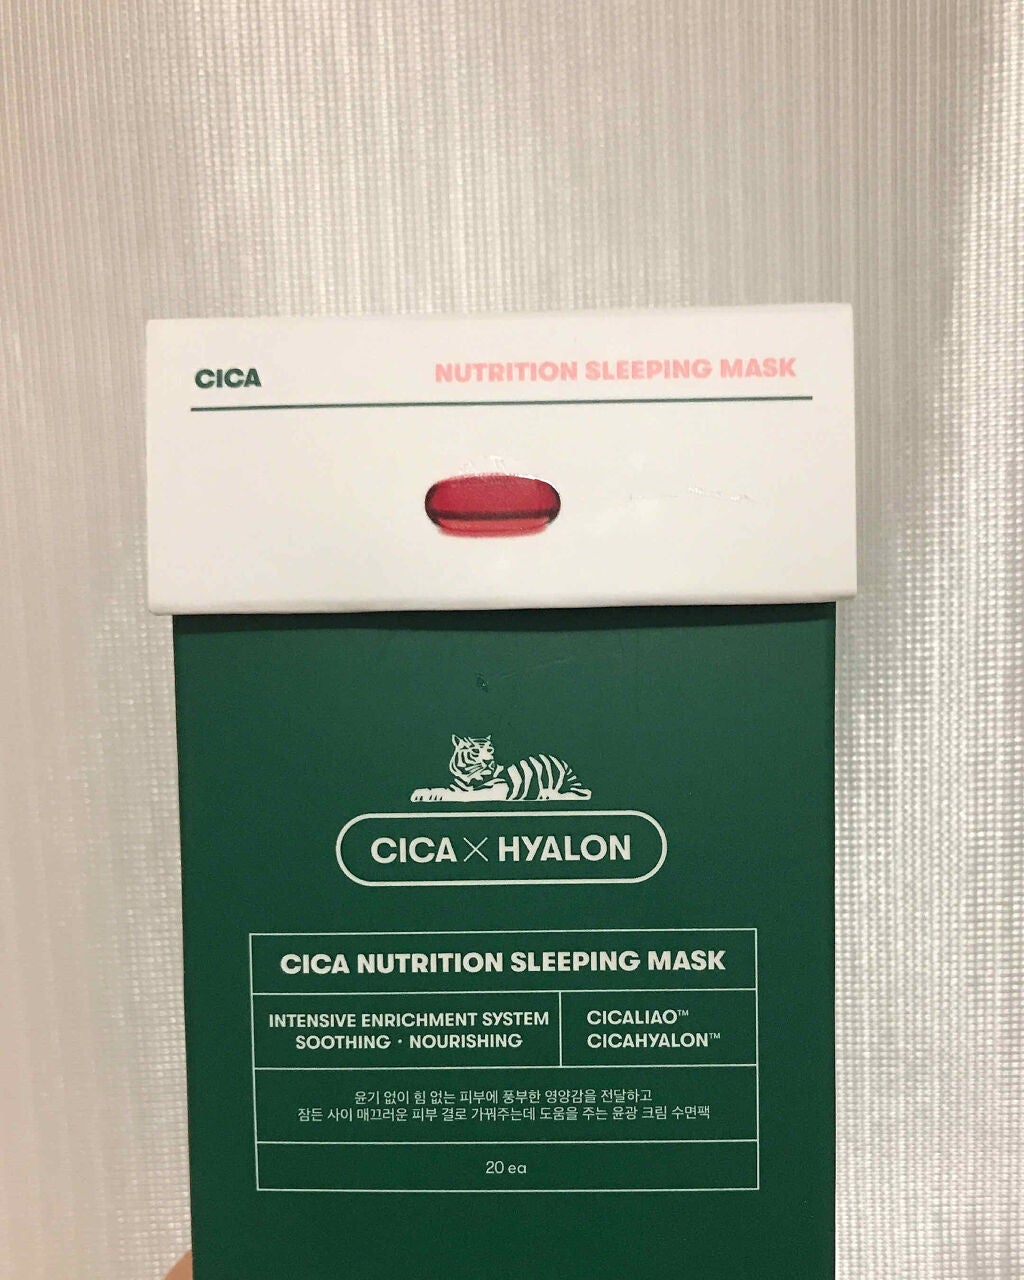 CICA NUTRITION SLEEPING MASK
CICA × HYALON
CICA NUTRITION SLEEPING MASK
INTENSIVE ENRICHMENT SYSTEM
SOOTHING · NOURISHING
CICALIAO™
CICAHYALON™
윤기 없이 힘 없는 피부에 풍부한 영양감을 전달하고
잠든 사이 매끄러운 피부 결로 가꿔주는데 도움을 주는 윤광 크림 수면팩
20 ea